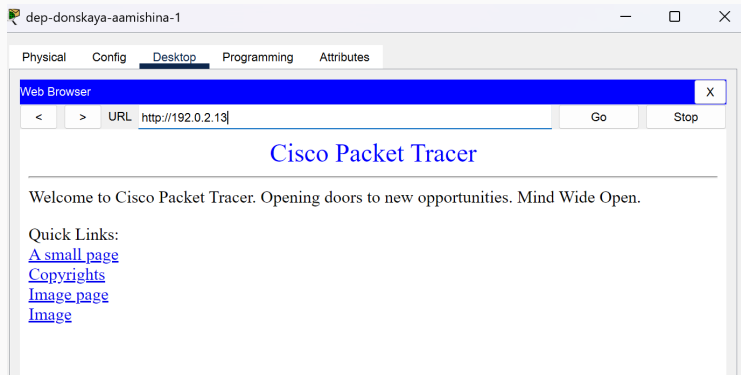 dep-donskaya-aamishina-1
Physical Config Desktop Programming Attributes
Web Browser X
< > URL http://192.0.2.13 Go Stop
Cisco Packet Tracer
Welcome to Cisco Packet Tracer. Opening doors to new opportunities. Mind Wide Open.
Quick Links:
A small page
Copyrights
Image page
Image